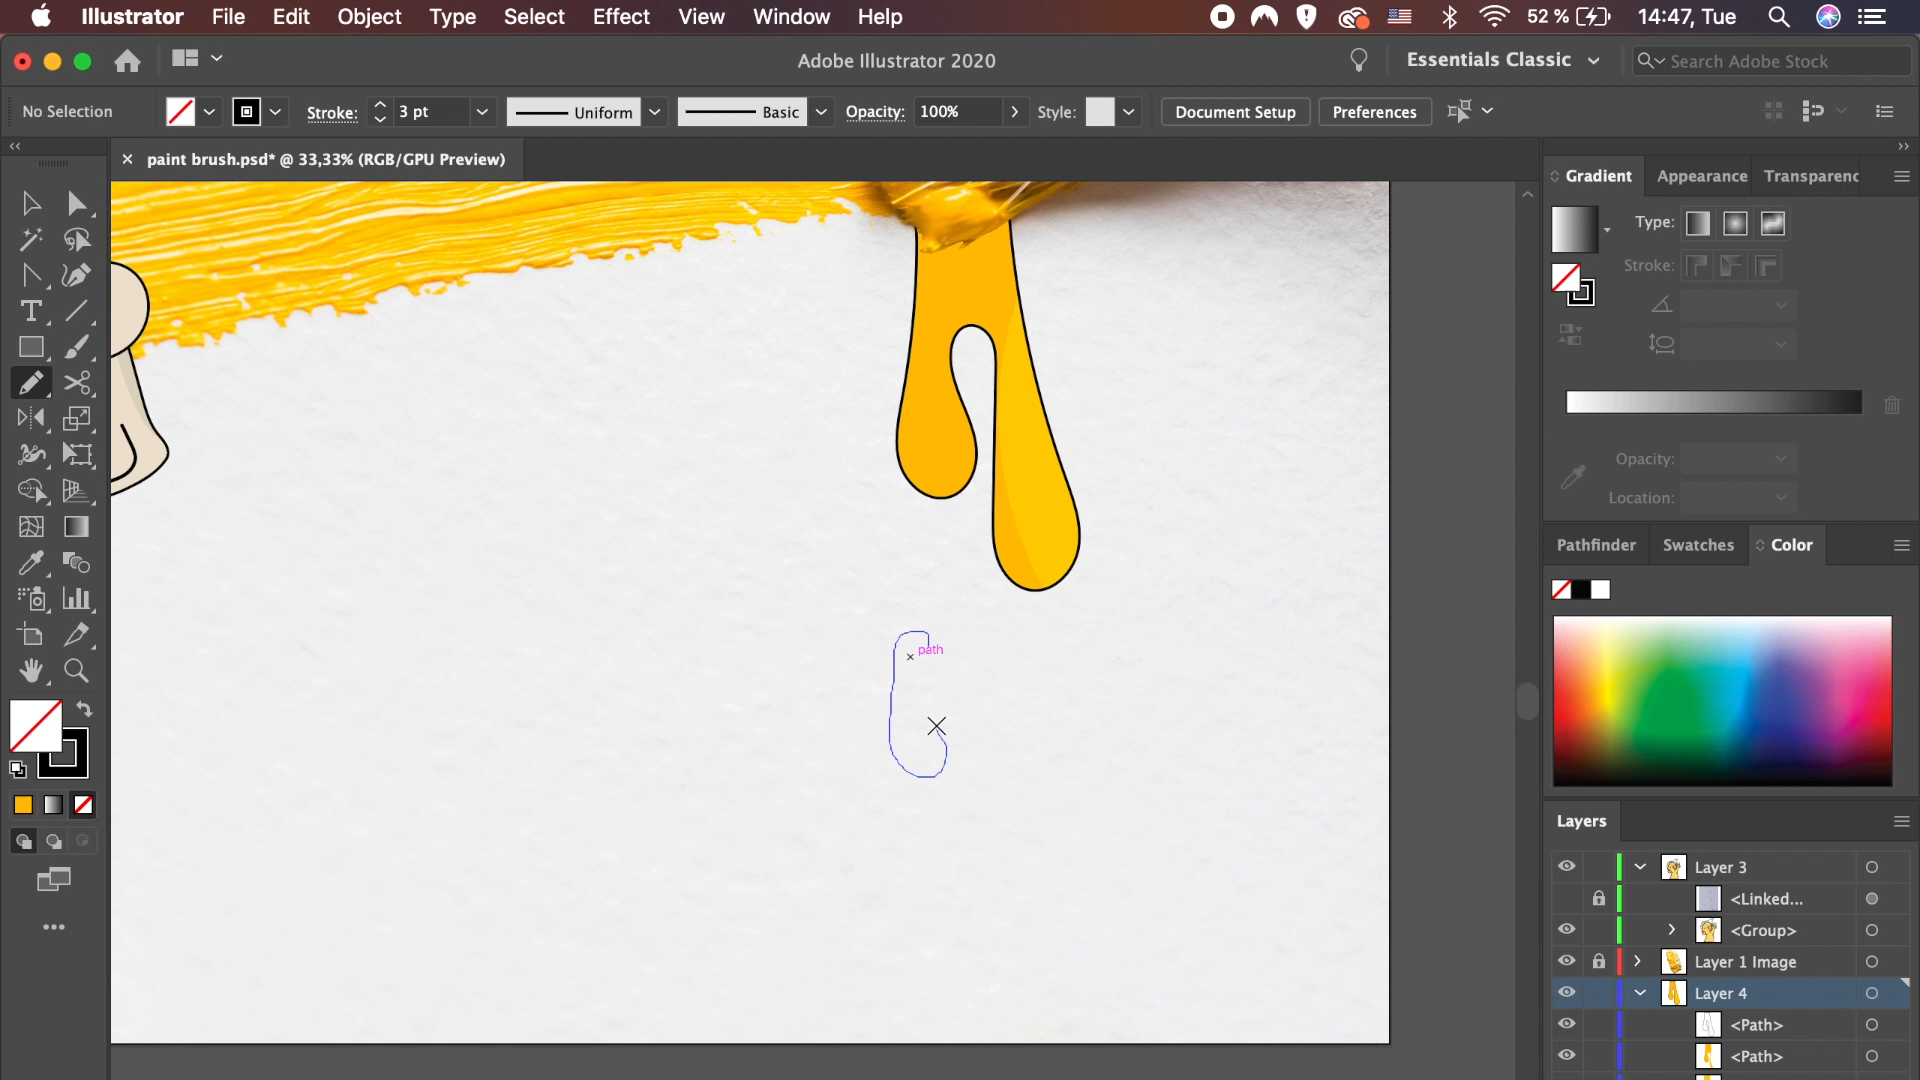 Illustrator File Edit Object Type Select Effect View Window Help 52 % 14:47, Tue
Adobe Illustrator 2020 Essentials Classic Search Adobe Stock
No Selection Stroke: 3 pt Uniform Basic Opacity: 100% Style: Document Setup Preferences
paint brush.psd* @ 33,33% (RGB/GPU Preview)
Gradient Appearance Transparenc
Type:
Stroke:
Opacity:
Location:
Pathfinder Swatches Color
path
Layers
Layer 3
<Linked...
<Group>
Layer 1 Image
Layer 4
<Path>
<Path>